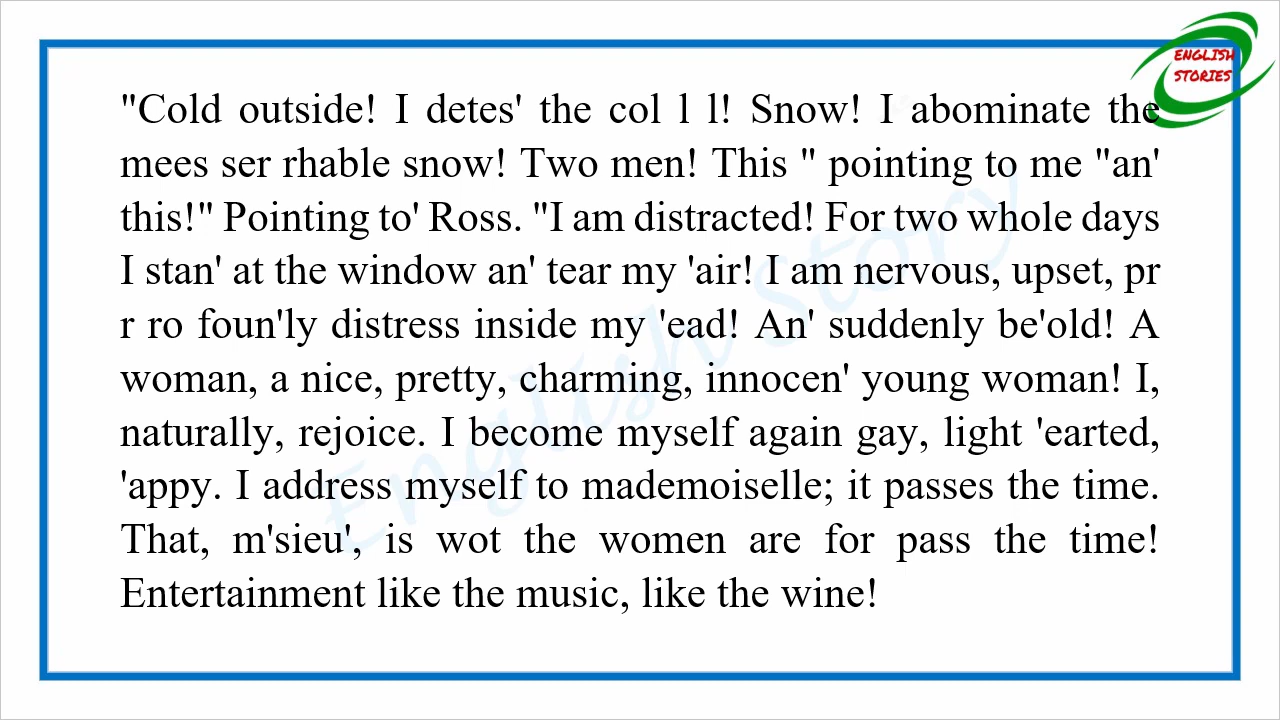 ENGLISH
STORIES
"Cold outside! I detes' the col l l! Snow! I abominate the
mees ser rhable snow! Two men! This " pointing to me "an'
this!" Pointing to' Ross. "I am distracted! For two whole days
I stan' at the window an' tear my 'air! I am nervous, upset, pr
r ro foun'ly distress inside my 'ead! An' suddenly be'old! A
woman, a nice, pretty, charming, innocen' young woman! I,
naturally, rejoice. I become myself again gay, light 'earted,
'appy. I address myself to mademoiselle; it passes the time.
That, m'sieu', is wot the women are for pass the time!
Entertainment like the music, like the wine!
English Story